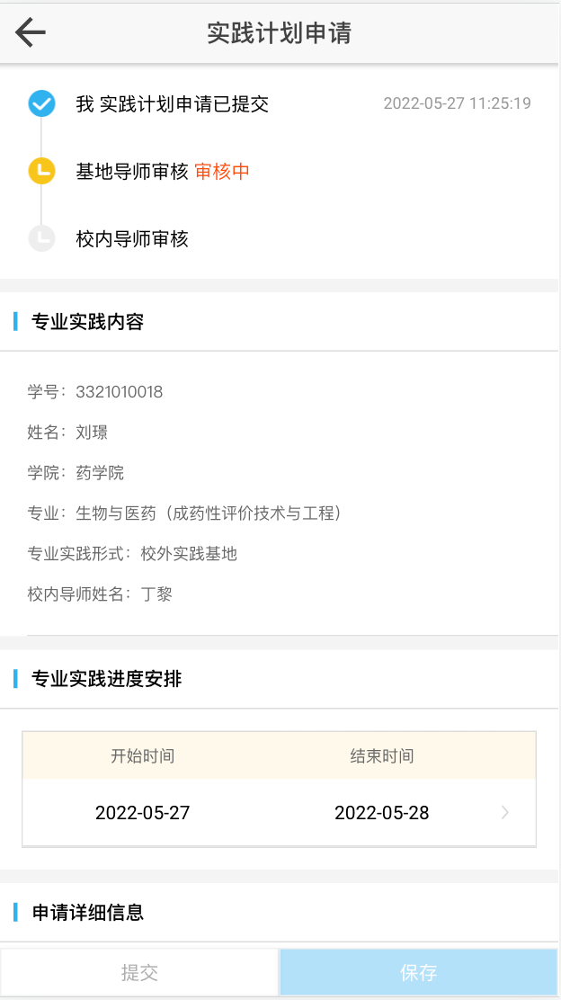 实践计划申请
我 实践计划申请已提交 2022-05-27 11:25:19
基地导师审核 审核中
校内导师审核
专业实践内容
学号：3321010018
姓名：刘璟
学院：药学院
专业：生物与医药（成药性评价技术与工程）
专业实践形式：校外实践基地
校内导师姓名：丁黎
专业实践进度安排
开始时间 结束时间
2022-05-27 2022-05-28
申请详细信息
提交 保存